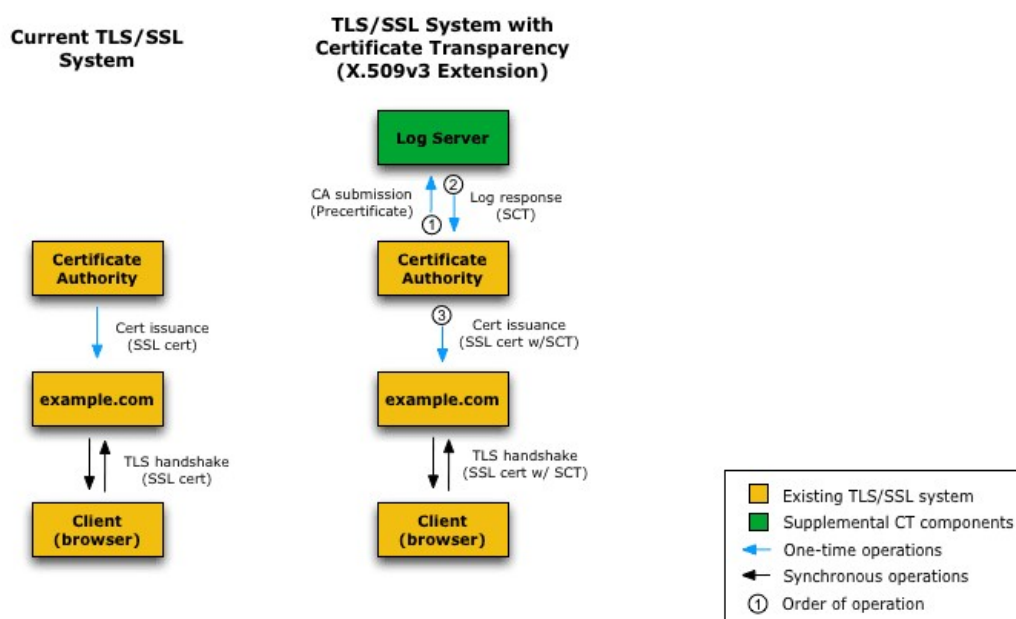 Current TLS/SSL
System
TLS/SSL System with
Certificate Transparency
(X.509v3 Extension)
Log Server
CA submission
(Precertificate)
1
2
Log response
(SCT)
Certificate
Authority
Cert issuance
(SSL cert)
example.com
TLS handshake
(SSL cert)
Client
(browser)
Certificate
Authority
3
Cert issuance
(SSL cert w/SCT)
example.com
TLS handshake
(SSL cert w/ SCT)
Client
(browser)
Existing TLS/SSL system
Supplemental CT components
One-time operations
Synchronous operations
1 Order of operation